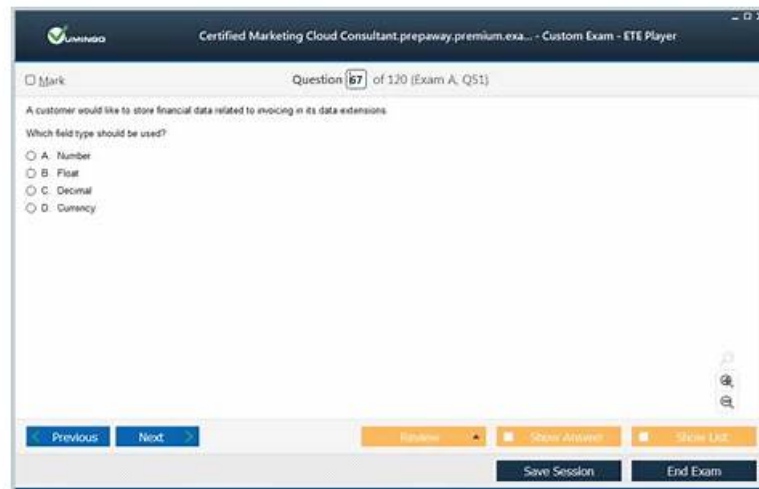 VUMINGO
Certified Marketing Cloud Consultant.prepaway.premium.exa... - Custom Exam - ETE Player
Mark
Question 67 of 120 (Exam A, Q51)
A customer would like to store financial data related to invoicing in its data extensions.
Which field type should be used?
A. Number
B. Float
C. Decimal
D. Currency
Previous Next Review Show Answer Show List
Save Session End Exam